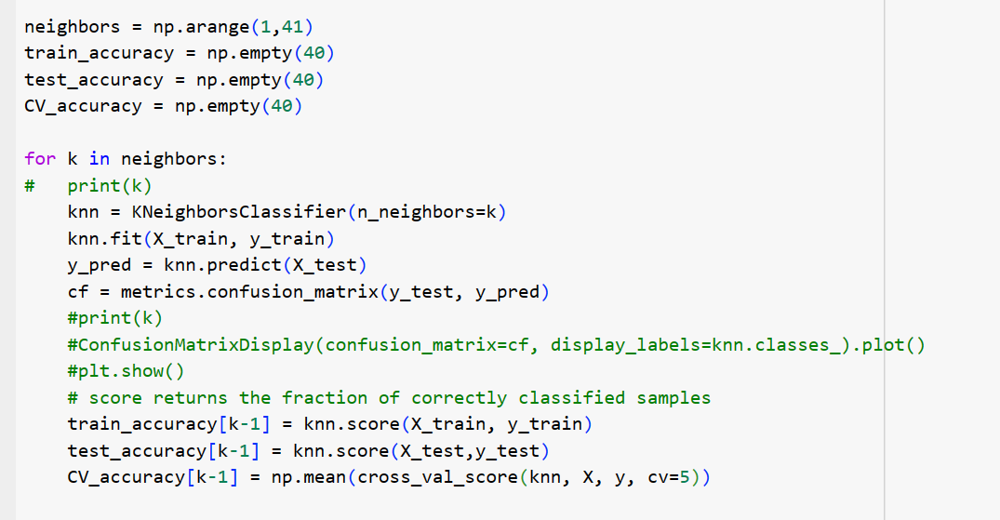 neighbors = np.arange(1,41)
train_accuracy = np.empty(40)
test_accuracy = np.empty(40)
CV_accuracy = np.empty(40)

for k in neighbors:
#   print(k)
    knn = KNeighborsClassifier(n_neighbors=k)
    knn.fit(X_train, y_train)
    y_pred = knn.predict(X_test)
    cf = metrics.confusion_matrix(y_test, y_pred)
    #print(k)
    #ConfusionMatrixDisplay(confusion_matrix=cf, display_labels=knn.classes_).plot()
    #plt.show()
    # score returns the fraction of correctly classified samples
    train_accuracy[k-1] = knn.score(X_train, y_train)
    test_accuracy[k-1] = knn.score(X_test,y_test)
    CV_accuracy[k-1] = np.mean(cross_val_score(knn, X, y, cv=5))